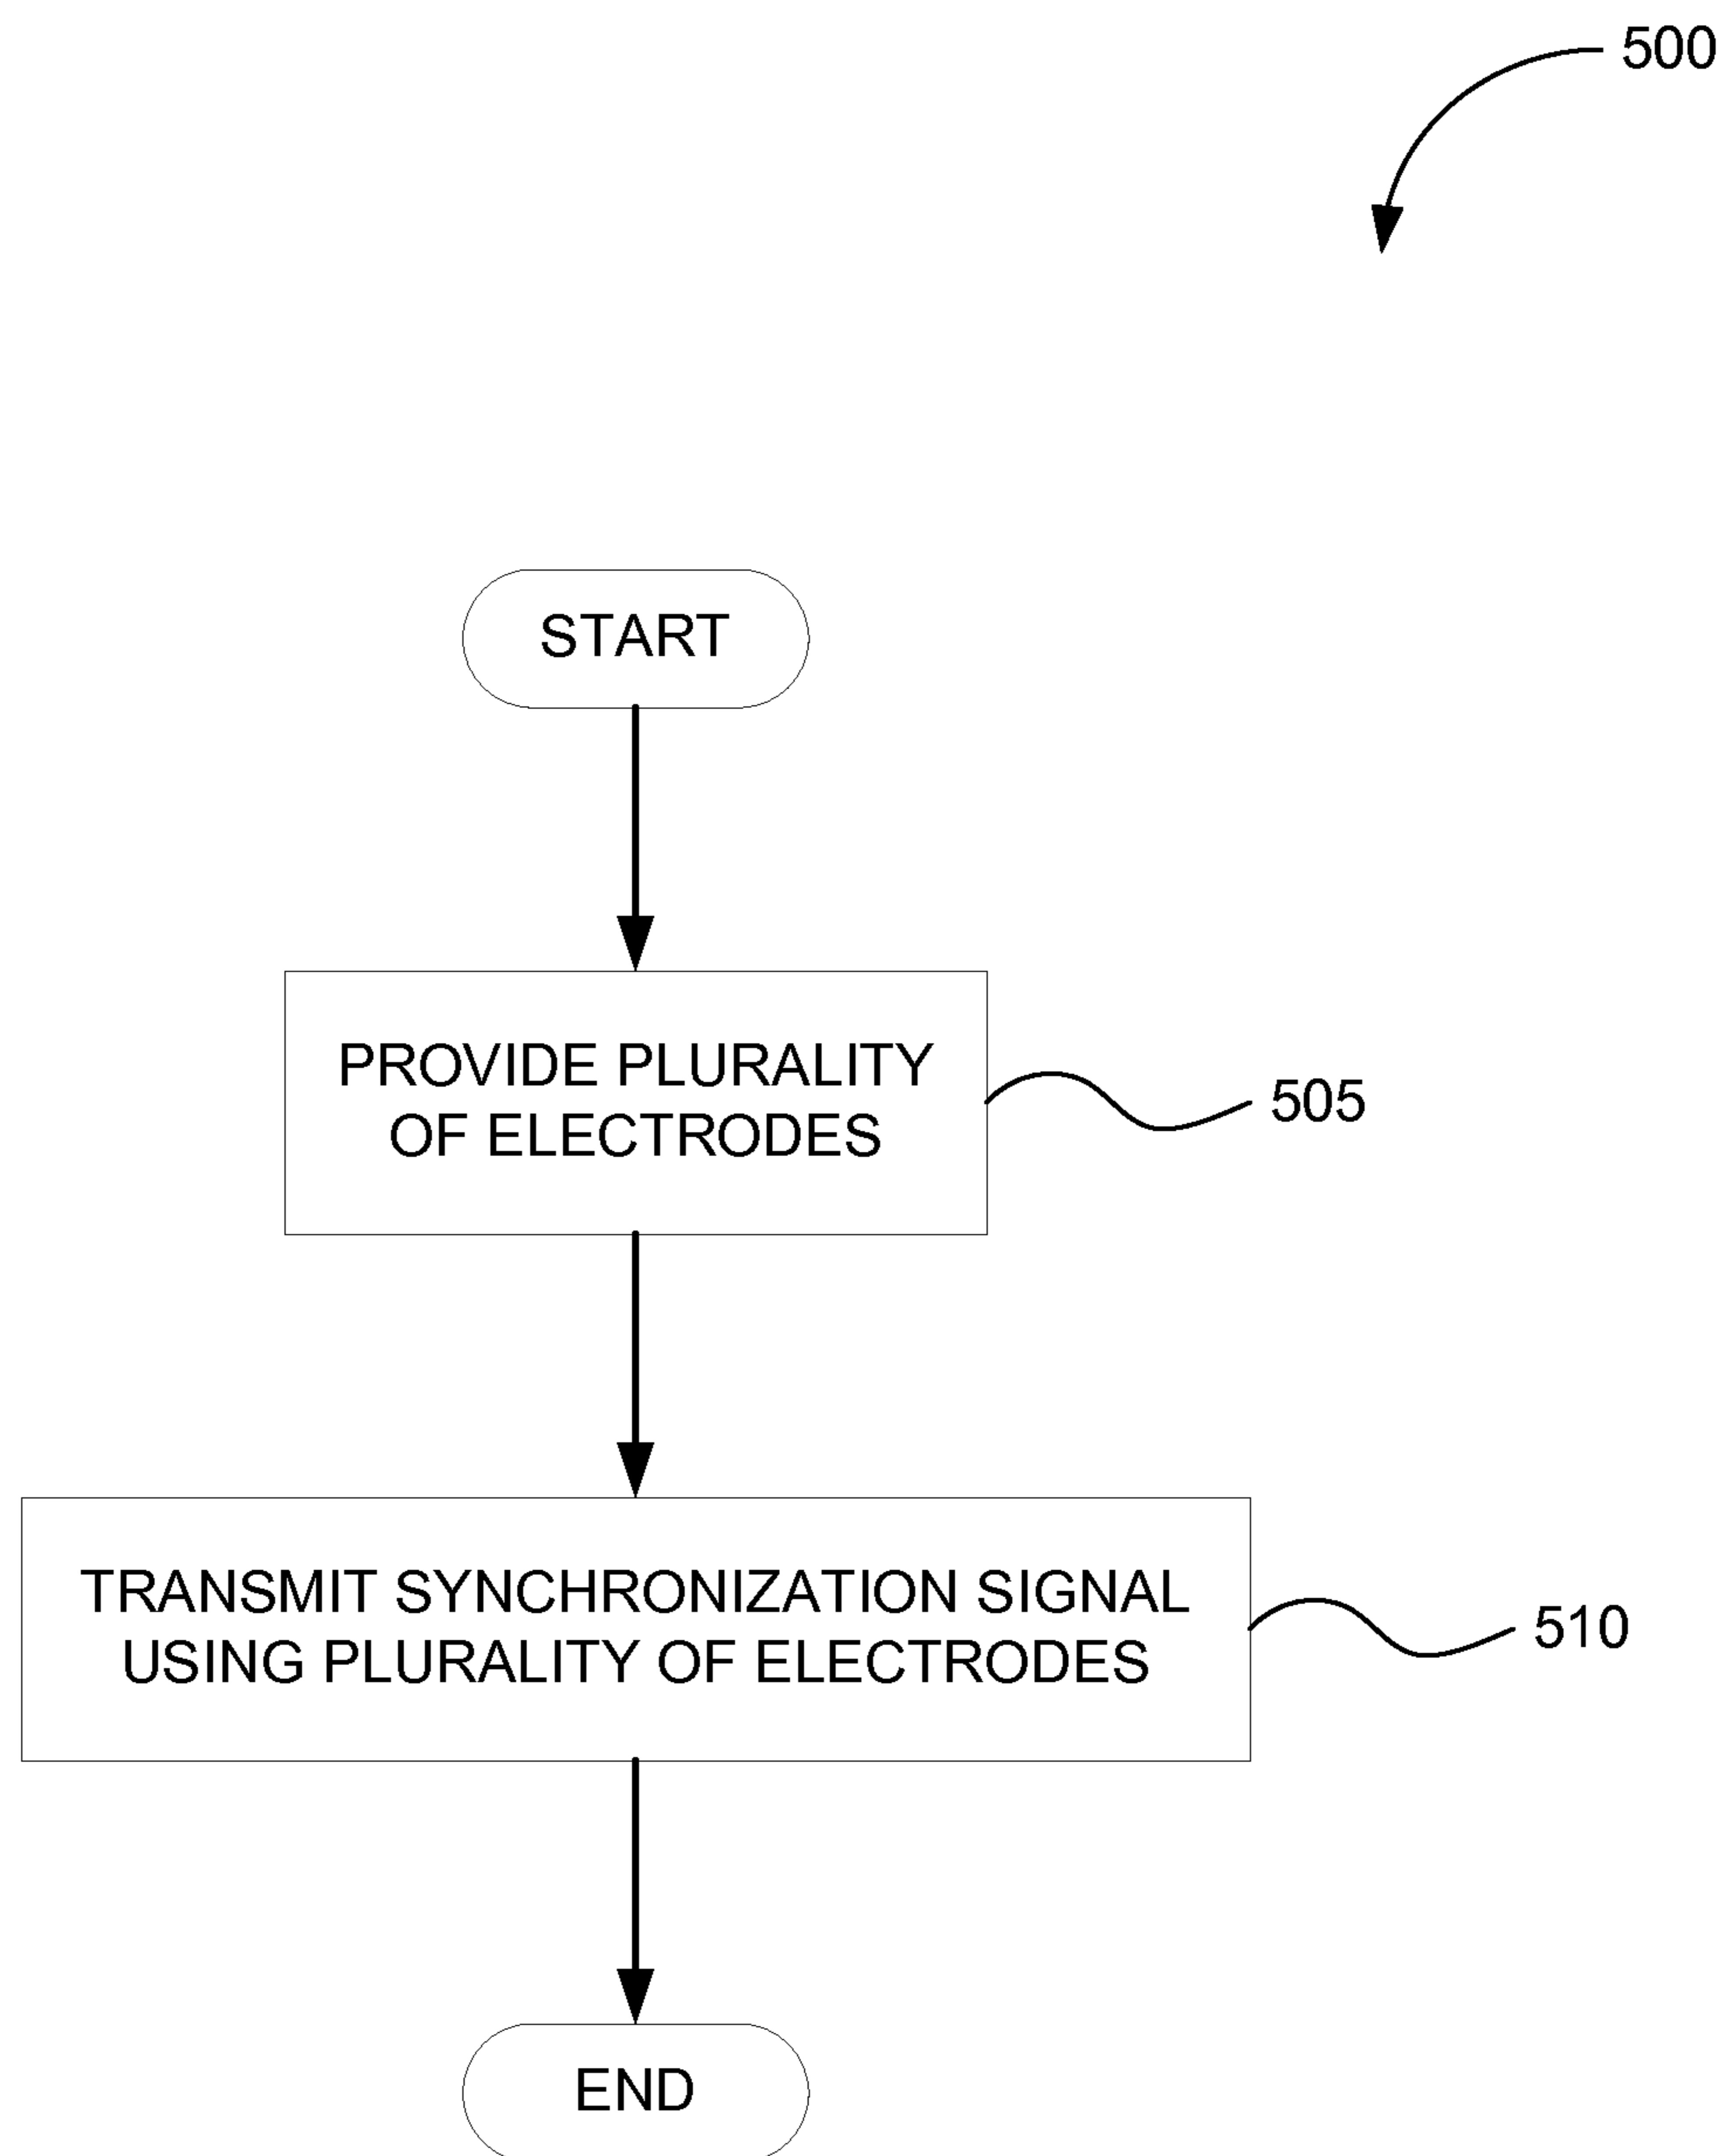 500
START
PROVIDE PLURALITY
OF ELECTRODES
505
TRANSMIT SYNCHRONIZATION SIGNAL
USING PLURALITY OF ELECTRODES
510
END